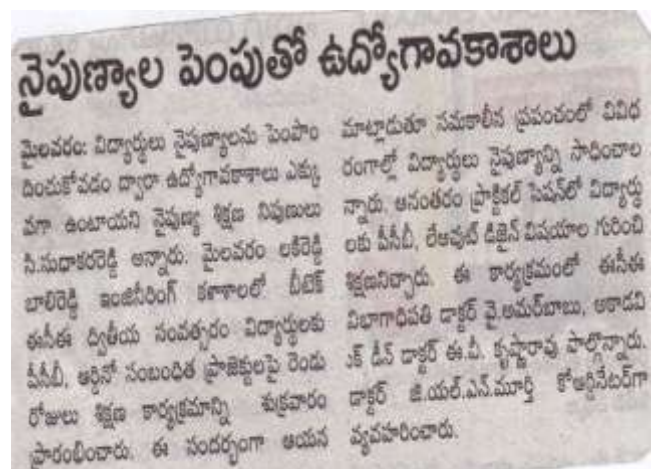 నైపుణ్యాల పెంపుతో ఉద్యోగావకాశాలు
మైలవరం: విద్యార్థులు నైపుణ్యాలను పెంపొం
దించుకోవడం ద్వారా ఉద్యోగావకాశాలు ఎక్కు
వగా ఉంటాయని నైపుణ్య శిక్షణ నిపుణులు
సి.సుధాకరరెడ్డి అన్నారు. మైలవరం లకిరెడ్డి
బాలిరెడ్డి ఇంజినీరింగ్ కళాశాలలో బీటెక్
ఈసీఈ ద్వితీయ సంవత్సరం విద్యార్థులకు
పీసీబీ, ఆర్డినో సంబంధిత ప్రాజెక్టులపై రెండు
రోజులు శిక్షణ కార్యక్రమాన్ని శుక్రవారం
ప్రారంభించారు. ఈ సందర్భంగా ఆయన
మాట్లాడుతూ సమకాలీన ప్రపంచంలో వివిధ
రంగాల్లో విద్యార్థులు నైపుణ్యాన్ని సాధించాల
న్నారు. అనంతరం ప్రాక్టికల్ సెషన్‌లో విద్యార్థు
లకు పీసీబీ, లేఅవుట్ డిజైన్ విషయాల గురించి
శిక్షణనిచ్చారు. ఈ కార్యక్రమంలో ఈసీఈ
విభాగాధిపతి డాక్టర్ వై.అమర్‌బాబు, అకాడమి
క్ డీన్ డాక్టర్ ఈ.వీ. కృష్ణారావు పాల్గొన్నారు.
డాక్టర్ జి.యల్.ఎన్.మూర్తి కోఆర్డినేటర్‌గా
వ్యవహరించారు.